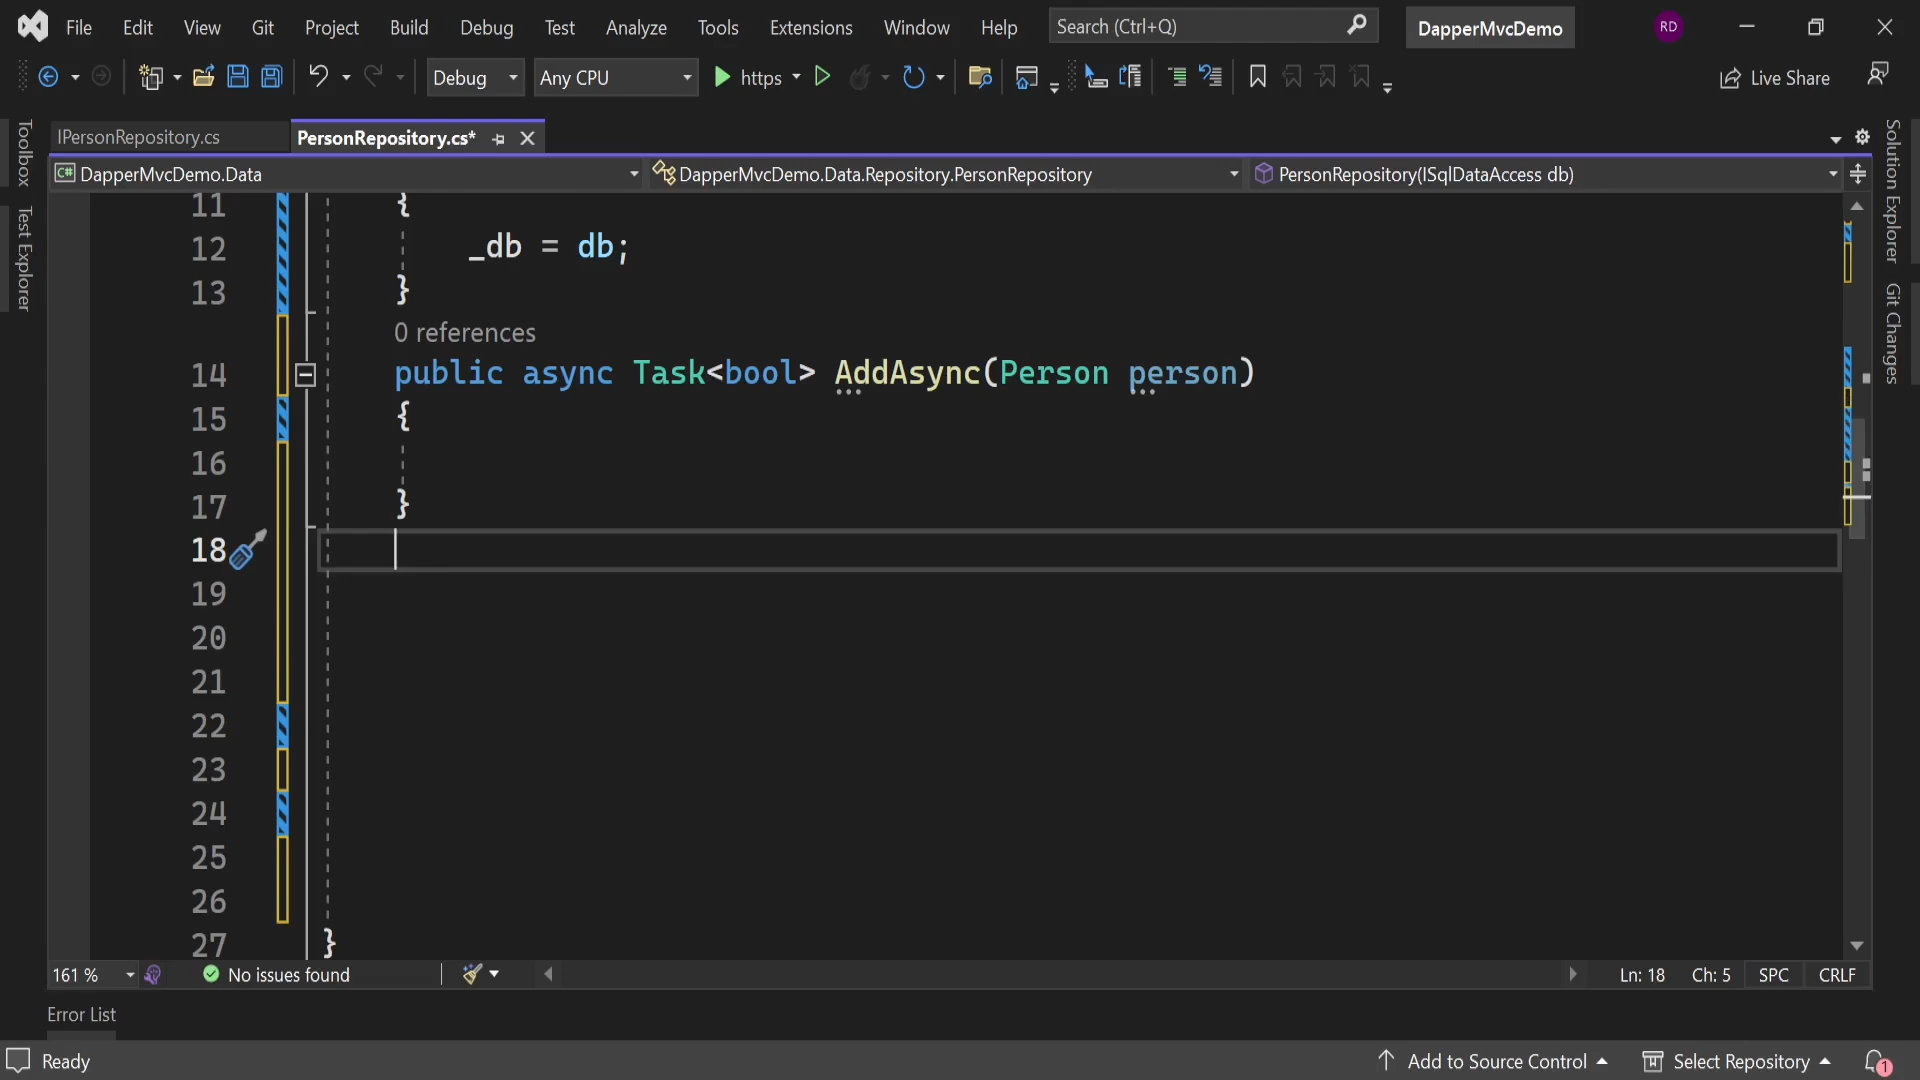 File Edit View Git Project Build Debug Test Analyze Tools Extensions Window Help Search (Ctrl+Q) DapperMvcDemo RD
Debug Any CPU https Live Share
Toolbox
Test Explorer
IPersonRepository.cs PersonRepository.cs*
C# DapperMvcDemo.Data DapperMvcDemo.Data.Repository.PersonRepository PersonRepository(ISqlDataAccess db)
11 {
12 _db = db;
13 }
0 references
14 public async Task<bool> AddAsync(Person person)
15 {
16
17 }
18
19
20
21
22
23
24
25
26
27 }
Solution Explorer
Git Changes
161 % No issues found Ln: 18 Ch: 5 SPC CRLF
Error List
Ready Add to Source Control Select Repository 1